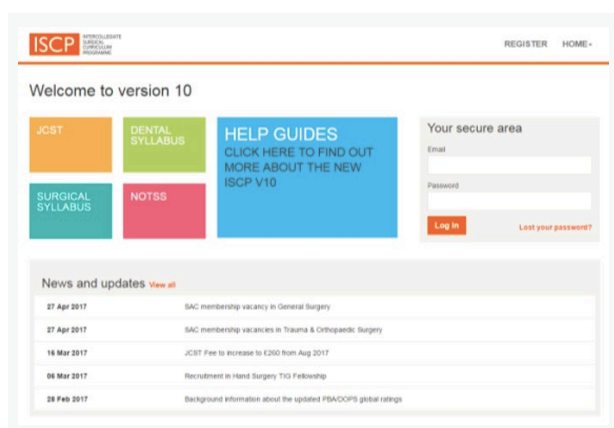 ISCP
INTERCOLLEGIATE
SURGICAL
CURRICULUM
PROGRAMME
REGISTER HOME
Welcome to version 10
JCST
DENTAL
SYLLABUS
SURGICAL
SYLLABUS
NOTSS
HELP GUIDES
CLICK HERE TO FIND OUT
MORE ABOUT THE NEW
ISCP V10
Your secure area
Email
Password
Log In
Lost your password?
News and updates View all
27 Apr 2017 SAC membership vacancy in General Surgery
27 Apr 2017 SAC membership vacancies in Trauma & Orthopaedic Surgery
16 Mar 2017 JCST Fee to increase to £260 from Aug 2017
06 Mar 2017 Recruitment in Hand Surgery TIG Fellowship
28 Feb 2017 Background information about the updated PBA/DOPS global ratings